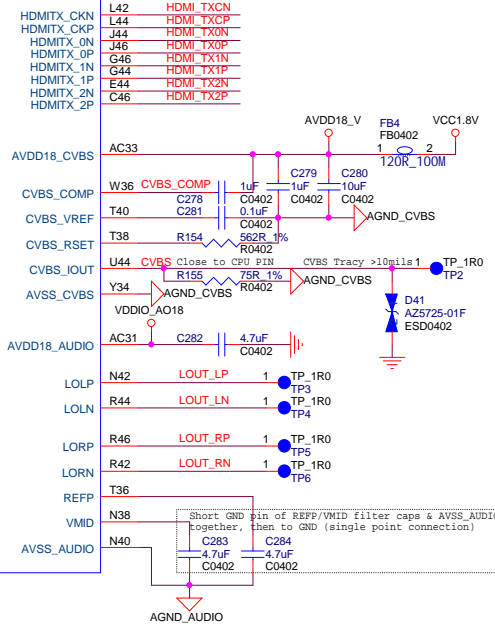 HDMITX_CKN L42 HDMI_TXCN
HDMITX_CKP L44 HDMI_TXCP
HDMITX_0N J44 HDMI_TX0N
HDMITX_0P J46 HDMI_TX0P
HDMITX_1N G46 HDMI_TX1N
HDMITX_1P G44 HDMI_TX1P
HDMITX_2N E44 HDMI_TX2N
HDMITX_2P C46 HDMI_TX2P
AVDD18_V FB4 VCC1.8V
FB0402
1 2
120R_100M
AVDD18_CVBS AC33
C279 C280
CVBS_COMP W36 CVBS_COMP 1uF 1uF 10uF
C278 C0402 C0402 C0402
CVBS_VREF T40 C281 0.1uF AGND_CVBS
C0402
CVBS_RSET T38 R154 562R_1%
R0402
CVBS_IOUT U44 CVBS Close to CPU PIN CVBS Tracy >10mils 1 TP_1R0
TP2
R155 75R_1% AGND_CVBS
R0402
AVSS_CVBS Y34 AGND_CVBS
D41
AZ5725-01F
ESD0402
VDDIO_AO18
AVDD18_AUDIO AC31 C282 4.7uF
C0402
LOLP N42 LOUT_LP 1 TP_1R0
TP3
LOLN R44 LOUT_LN 1 TP_1R0
TP4
LORP R46 LOUT_RP 1 TP_1R0
TP5
LORN R42 LOUT_RN 1 TP_1R0
TP6
REFP T36
VMID N38
Short GND pin of REFP/VMID filter caps & AVSS_AUDIO
together, then to GND (single point connection)
AVSS_AUDIO N40
C283 C284
4.7uF 4.7uF
C0402 C0402
AGND_AUDIO